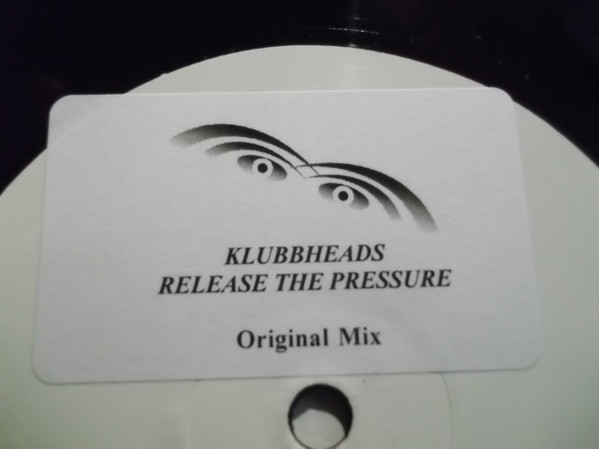 KLUBBHEADS
RELEASE THE PRESSURE
Original Mix